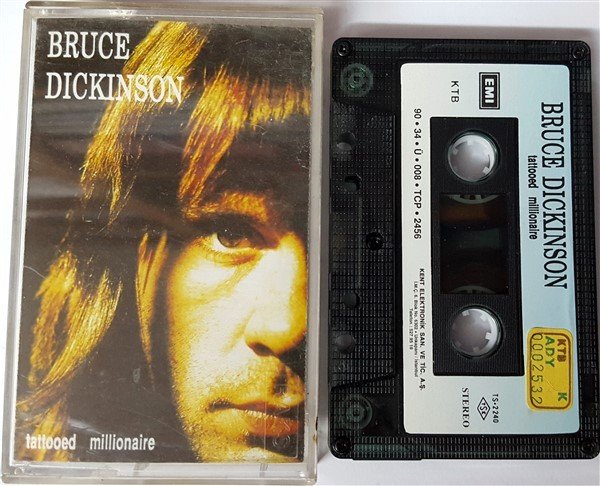 BRUCE
DICKINSON
tattooed millionaire
EMI
KTB
90 • 34 • Ü • 008 • TCP • 2456
BRUCE DICKINSON
tattooed millionaire
KENT ELEKTRONİK SAN. VE TİC. A.Ş.
TS-2240
TSE
STEREO
KTB K
ADY
0002532